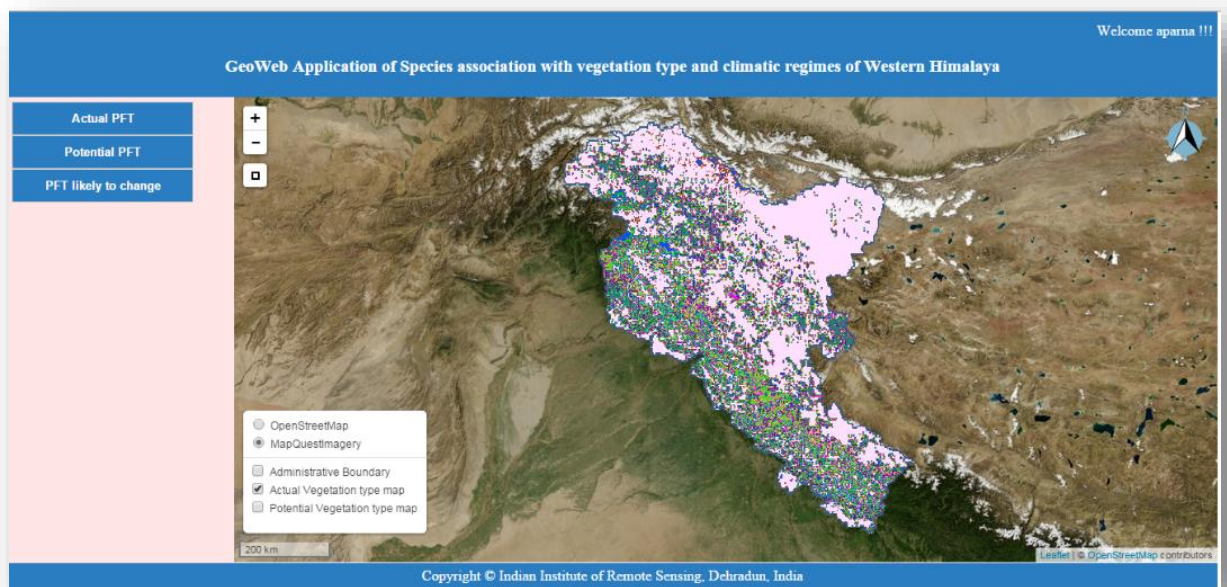 Welcome aparna !!!
GeoWeb Application of Species association with vegetation type and climatic regimes of Western Himalaya
Actual PFT
Potential PFT
PFT likely to change
+
−
OpenStreetMap
MapQuestImagery
Administrative Boundary
Actual Vegetation type map
Potential Vegetation type map
200 km
Leaflet | © OpenStreetMap contributors
Copyright © Indian Institute of Remote Sensing, Dehradun, India